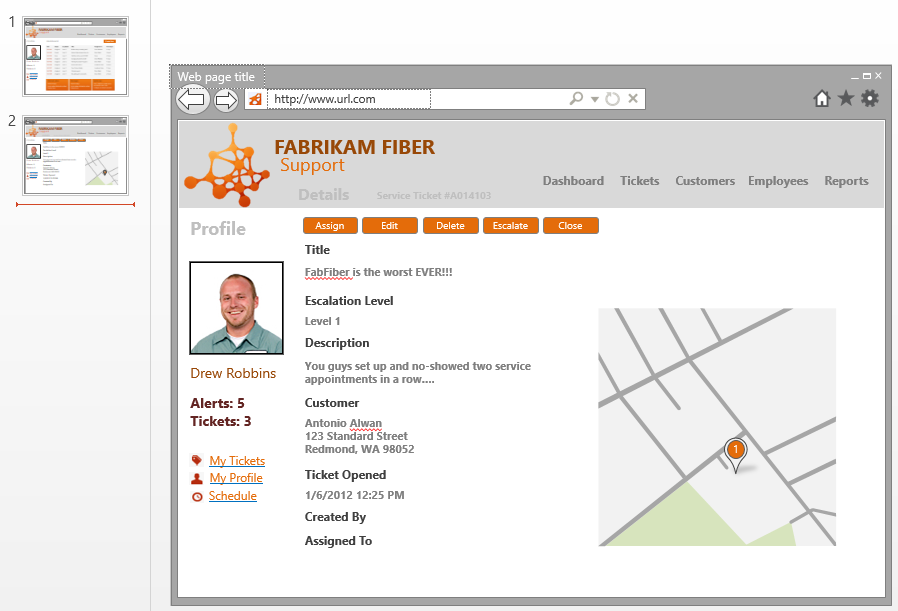 1
2
Web page title
http://www.url.com
FABRIKAM FIBER
Support
Details
Service Ticket #A014103
Dashboard
Tickets
Customers
Employees
Reports
Profile
Drew Robbins
Alerts: 5
Tickets: 3
My Tickets
My Profile
Schedule
Assign
Edit
Delete
Escalate
Close
Title
FabFiber is the worst EVER!!!
Escalation Level
Level 1
Description
You guys set up and no-showed two service
appointments in a row....
Customer
Antonio Alwan
123 Standard Street
Redmond, WA 98052
Ticket Opened
1/6/2012 12:25 PM
Created By
Assigned To
1